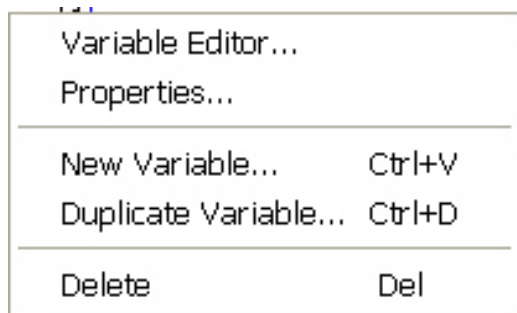 Variable Editor...
Properties...
New Variable... Ctrl+V
Duplicate Variable... Ctrl+D
Delete Del